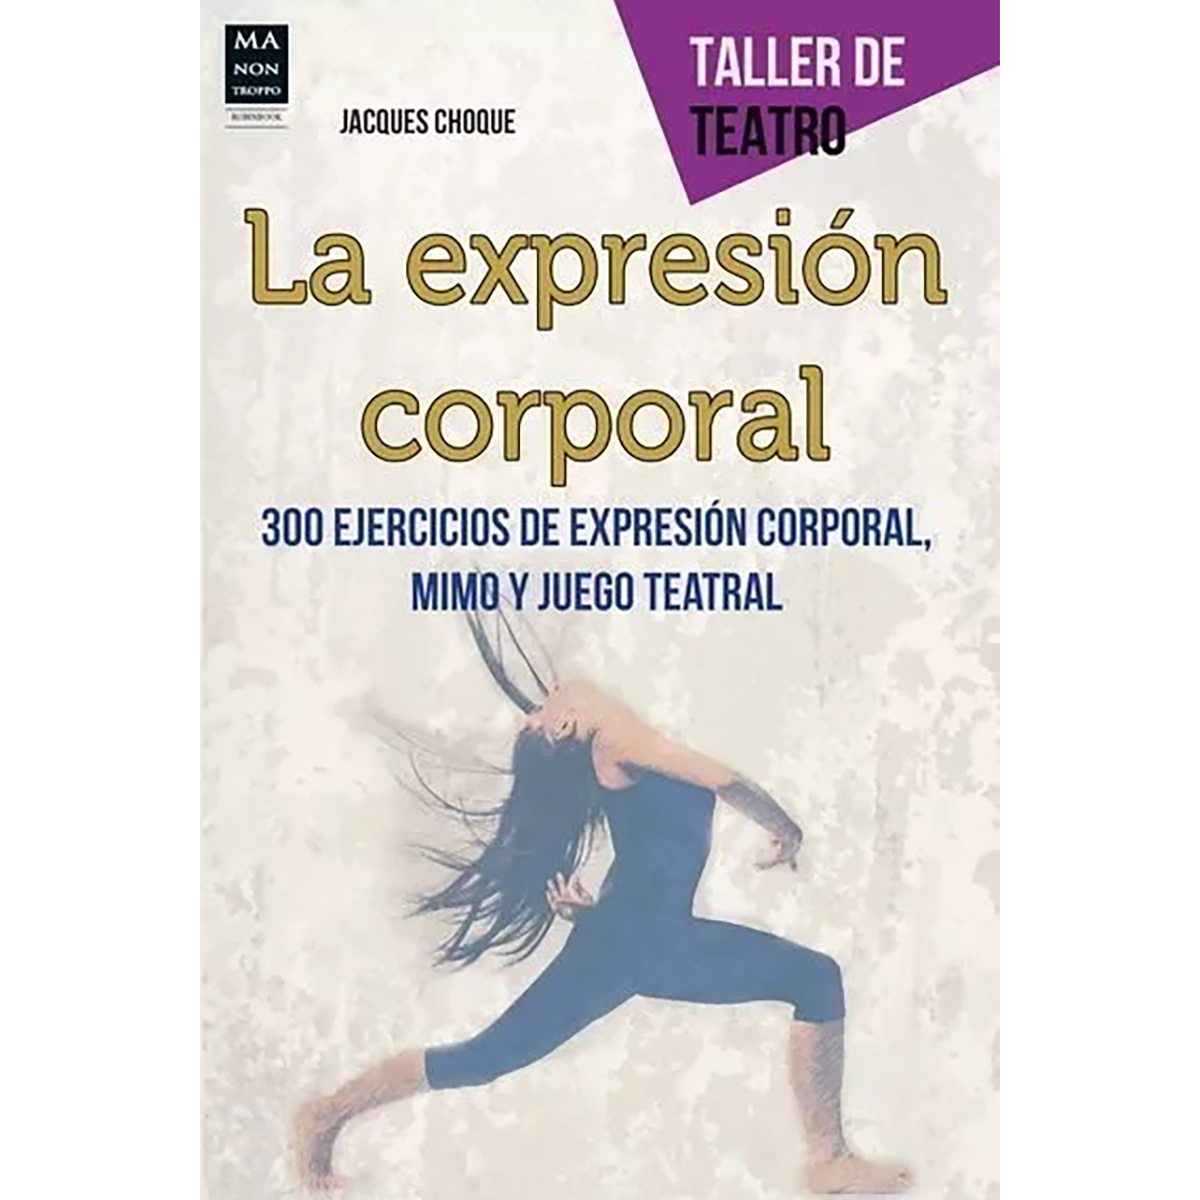 MA
NON
TROPPO
ROBINBOOK
JACQUES CHOQUE
TALLER DE
TEATRO
La expresión
corporal
300 EJERCICIOS DE EXPRESIÓN CORPORAL,
MIMO Y JUEGO TEATRAL